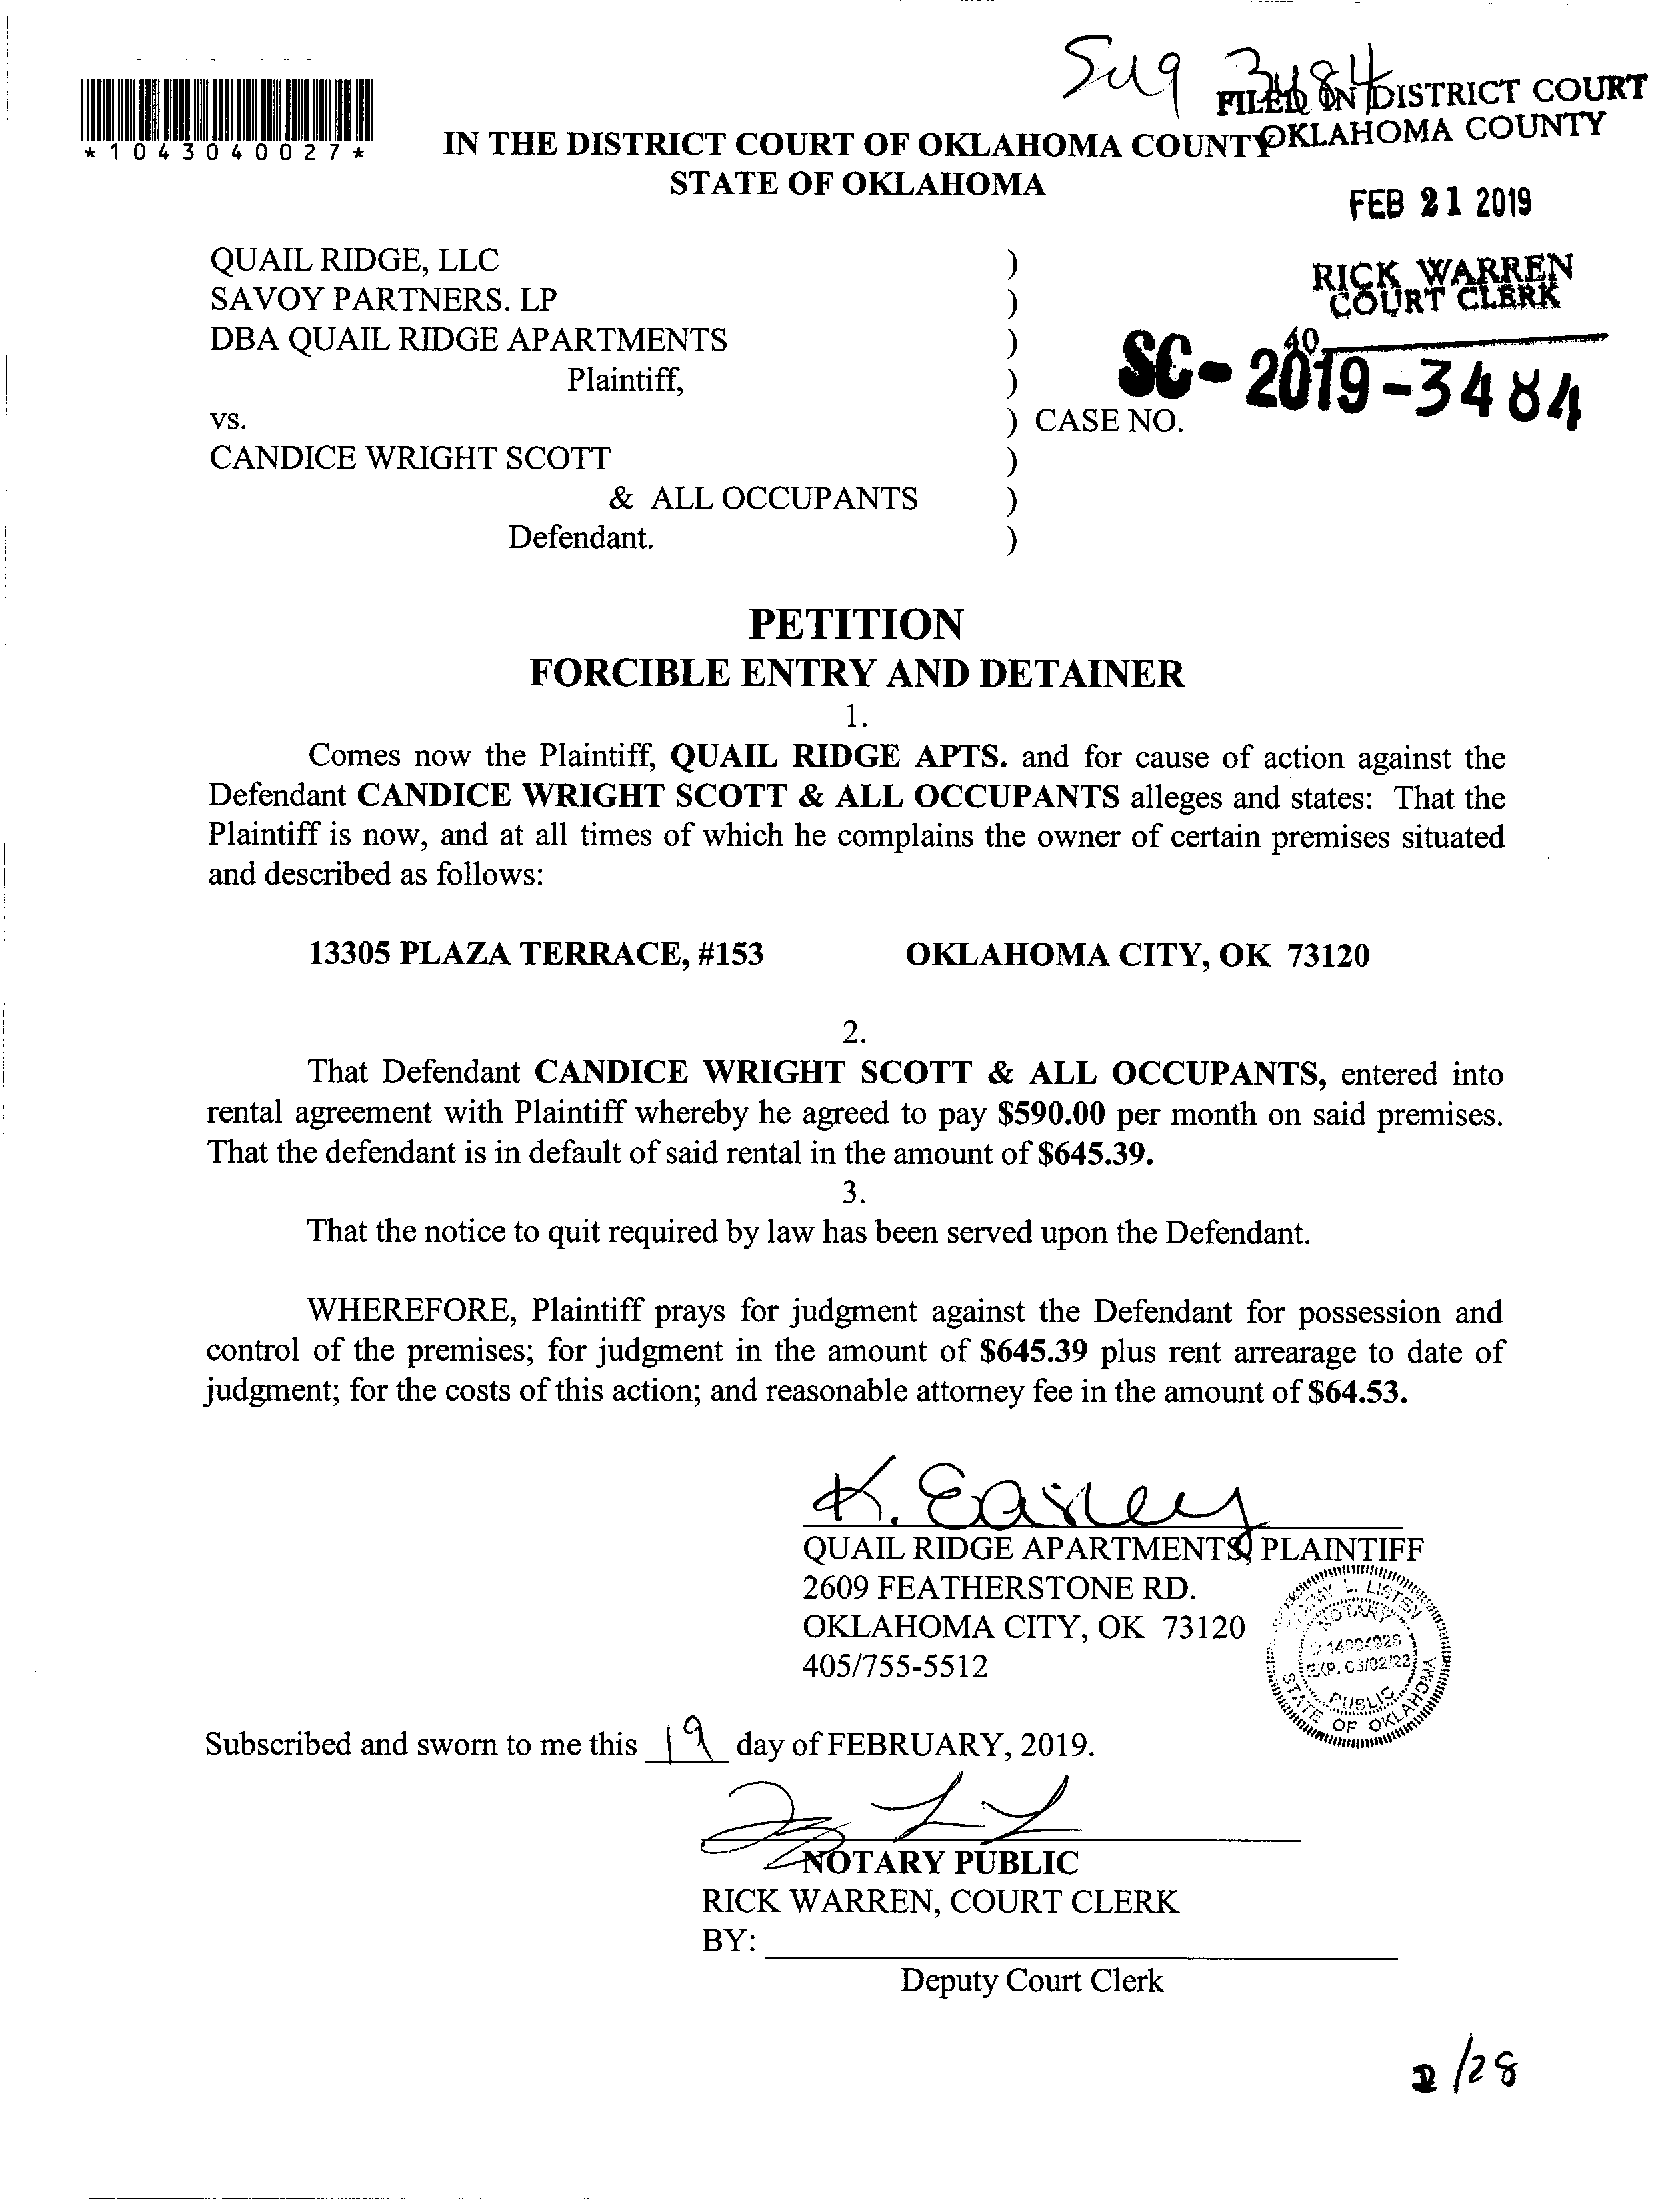 Su9 3484
FILED IN DISTRICT COURT
OKLAHOMA COUNTY
*1043040027*
IN THE DISTRICT COURT OF OKLAHOMA COUNTY
STATE OF OKLAHOMA
FEB 21 2019
RICK WARREN
COURT CLERK
40
SC-2019-3484
QUAIL RIDGE, LLC )
SAVOY PARTNERS. LP )
DBA QUAIL RIDGE APARTMENTS )
Plaintiff, )
vs. ) CASE NO.
CANDICE WRIGHT SCOTT )
& ALL OCCUPANTS )
Defendant. )
PETITION
FORCIBLE ENTRY AND DETAINER
1.
Comes now the Plaintiff, QUAIL RIDGE APTS. and for cause of action against the
Defendant CANDICE WRIGHT SCOTT & ALL OCCUPANTS alleges and states: That the
Plaintiff is now, and at all times of which he complains the owner of certain premises situated
and described as follows:
13305 PLAZA TERRACE, #153 OKLAHOMA CITY, OK 73120
2.
That Defendant CANDICE WRIGHT SCOTT & ALL OCCUPANTS, entered into
rental agreement with Plaintiff whereby he agreed to pay $590.00 per month on said premises.
That the defendant is in default of said rental in the amount of $645.39.
3.
That the notice to quit required by law has been served upon the Defendant.
WHEREFORE, Plaintiff prays for judgment against the Defendant for possession and
control of the premises; for judgment in the amount of $645.39 plus rent arrearage to date of
judgment; for the costs of this action; and reasonable attorney fee in the amount of $64.53.
K. Easley
QUAIL RIDGE APARTMENTS, PLAINTIFF
2609 FEATHERSTONE RD.
OKLAHOMA CITY, OK 73120
405/755-5512
L. LISTEN
NOTARY
EXP. 03/02/22
PUBLIC
STATE OF OKLAHOMA
Subscribed and sworn to me this 19 day of FEBRUARY, 2019.
NOTARY PUBLIC
RICK WARREN, COURT CLERK
BY:
Deputy Court Clerk
2/28